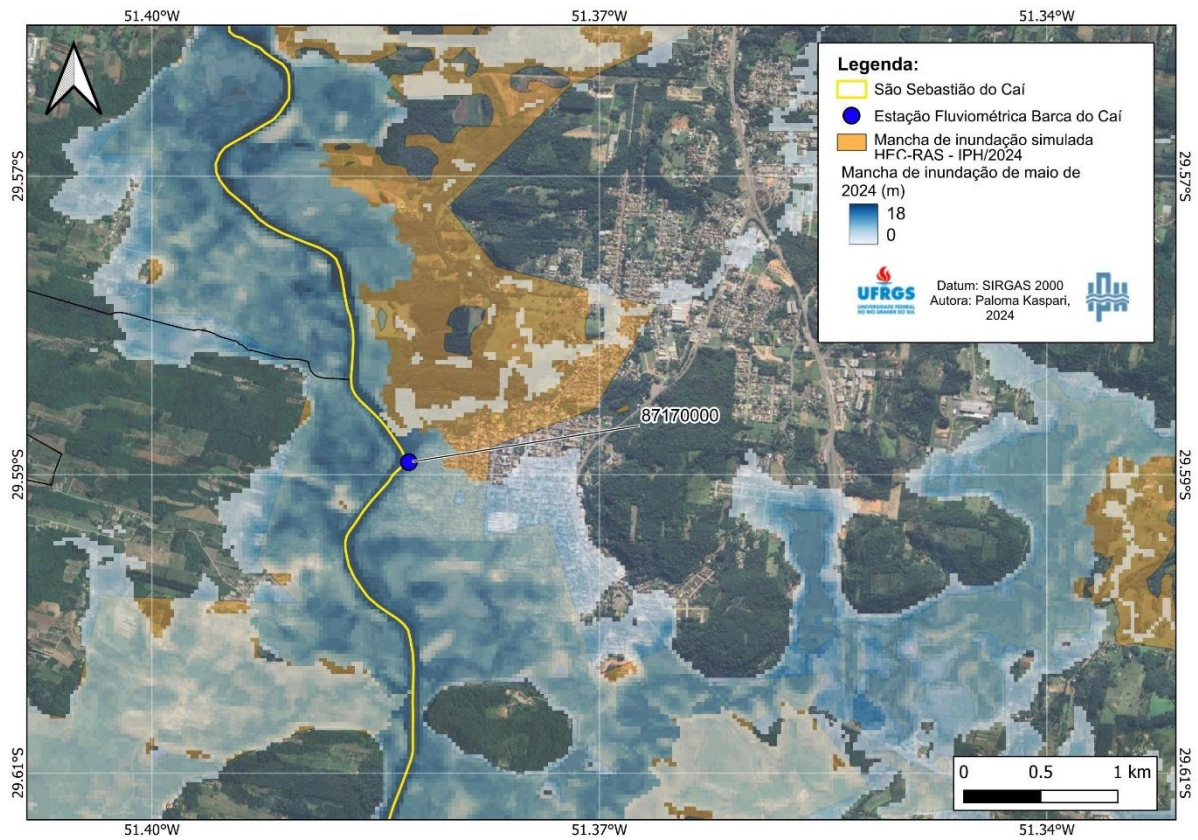 51.40°W 51.37°W 51.34°W
Legenda:
São Sebastião do Caí
Estação Fluviométrica Barca do Caí
Mancha de inundação simulada
HEC-RAS - IPH/2024
Mancha de inundação de maio de
2024 (m)
18
0
UFRGS
UNIVERSIDADE FEDERAL
DO RIO GRANDE DO SUL
Datum: SIRGAS 2000
Autora: Paloma Kaspari,
2024
iph
29.57°S 29.57°S
87170000
29.59°S 29.59°S
29.61°S 29.61°S
0 0.5 1 km
51.40°W 51.37°W 51.34°W